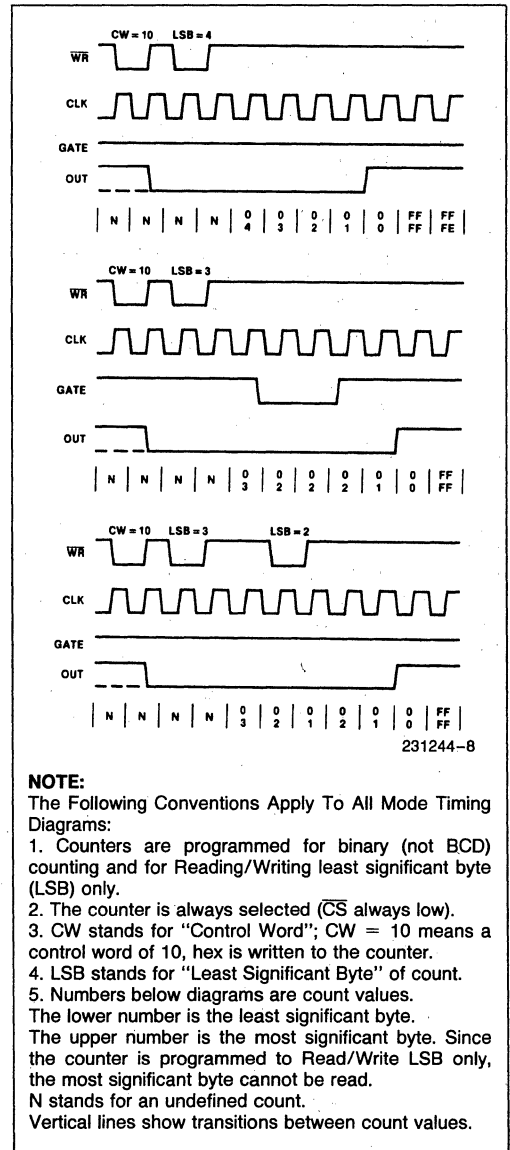 CW = 10 LSB = 4
WR
CLK
GATE
OUT
| N | N | N | N | 0 4 | 0 3 | 0 2 | 0 1 | 0 0 | FF FF | FF FE |
CW = 10 LSB = 3
WR
CLK
GATE
OUT
| N | N | N | N | 0 3 | 0 2 | 0 2 | 0 2 | 0 1 | 0 0 | FF FF |
CW = 10 LSB = 3 LSB = 2
WR
CLK
GATE
OUT
| N | N | N | N | 0 3 | 0 2 | 0 1 | 0 2 | 0 1 | 0 0 | FF FF |
231244–8
NOTE:
The Following Conventions Apply To All Mode Timing
Diagrams:
1. Counters are programmed for binary (not BCD)
counting and for Reading/Writing least significant byte
(LSB) only.
2. The counter is always selected (CS always low).
3. CW stands for "Control Word"; CW = 10 means a
control word of 10, hex is written to the counter.
4. LSB stands for "Least Significant Byte" of count.
5. Numbers below diagrams are count values.
The lower number is the least significant byte.
The upper number is the most significant byte. Since
the counter is programmed to Read/Write LSB only,
the most significant byte cannot be read.
N stands for an undefined count.
Vertical lines show transitions between count values.